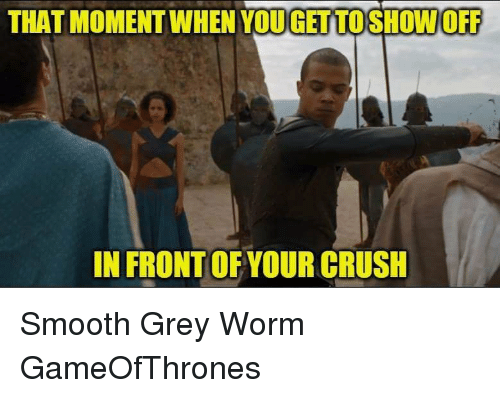 THAT MOMENT WHEN YOU GET TO SHOW OFF
IN FRONT OF YOUR CRUSH
Smooth Grey Worm
GameOfThrones